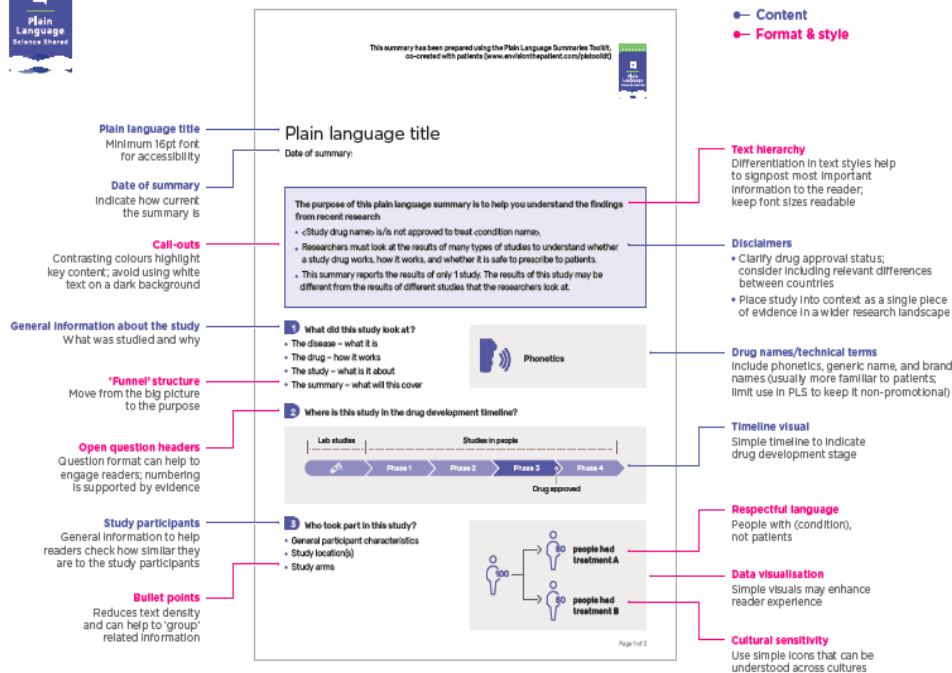 Plain
Language
Science Shared
Content
Format & style
This summary has been prepared using the Plain Language Summaries Toolkit,
co-created with patients (www.envisionthepatient.com/plstoolkit)
Plain language title
Minimum 16pt font
for accessibility
Date of summary
Indicate how current
the summary is
Call-outs
Contrasting colours highlight
key content; avoid using white
text on a dark background
General information about the study
What was studied and why
'Funnel' structure
Move from the big picture
to the purpose
Open question headers
Question format can help to
engage readers; numbering
is supported by evidence
Study participants
General information to help
readers check how similar they
are to the study participants
Bullet points
Reduces text density
and can help to 'group'
related information
Plain language title
Date of summary:
The purpose of this plain language summary is to help you understand the findings
from recent research
• <Study drug name> is/is not approved to treat <condition name>.
• Researchers must look at the results of many types of studies to understand whether
a study drug works, how it works, and whether it is safe to prescribe to patients.
• This summary reports the results of only 1 study. The results of this study may be
different from the results of different studies that the researchers look at.
1 What did this study look at?
• The disease – what it is
• The drug – how it works
• The study – what is it about
• The summary – what will this cover
Phonetics
2 Where is this study in the drug development timeline?
Lab studies Studies in people
Phase 1 Phase 2 Phase 3 Phase 4
Drug approved
3 Who took part in this study?
• General participant characteristics
• Study location(s)
• Study arms
100
50 people had
treatment A
50 people had
treatment B
Page 1 of 2
Text hierarchy
Differentiation in text styles help
to signpost most important
information to the reader;
keep font sizes readable
Disclaimers
• Clarify drug approval status;
consider including relevant differences
between countries
• Place study into context as a single piece
of evidence in a wider research landscape
Drug names/technical terms
Include phonetics, generic name, and brand
names (usually more familiar to patients;
limit use in PLS to keep it non-promotional)
Timeline visual
Simple timeline to indicate
drug development stage
Respectful language
People with (condition),
not patients
Data visualisation
Simple visuals may enhance
reader experience
Cultural sensitivity
Use simple icons that can be
understood across cultures